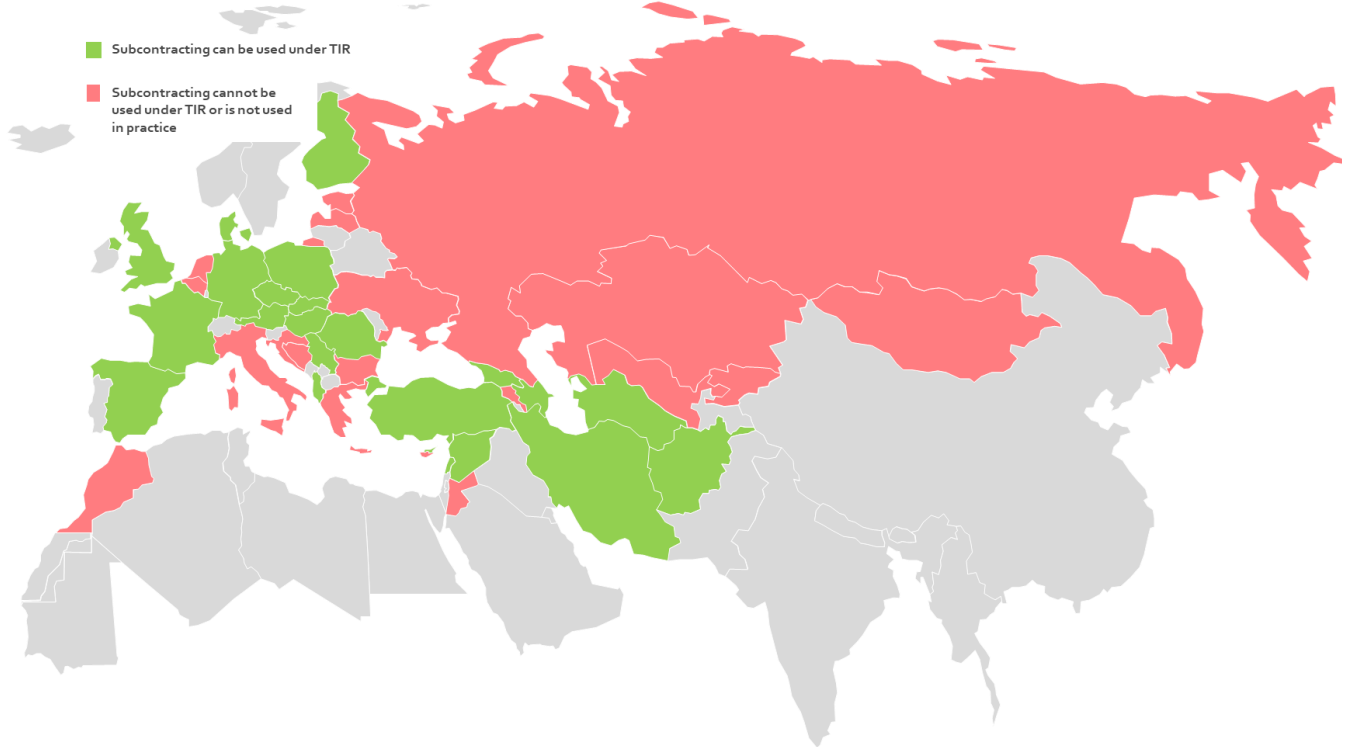 Subcontracting can be used under TIR
Subcontracting cannot be
used under TIR or is not used
in practice